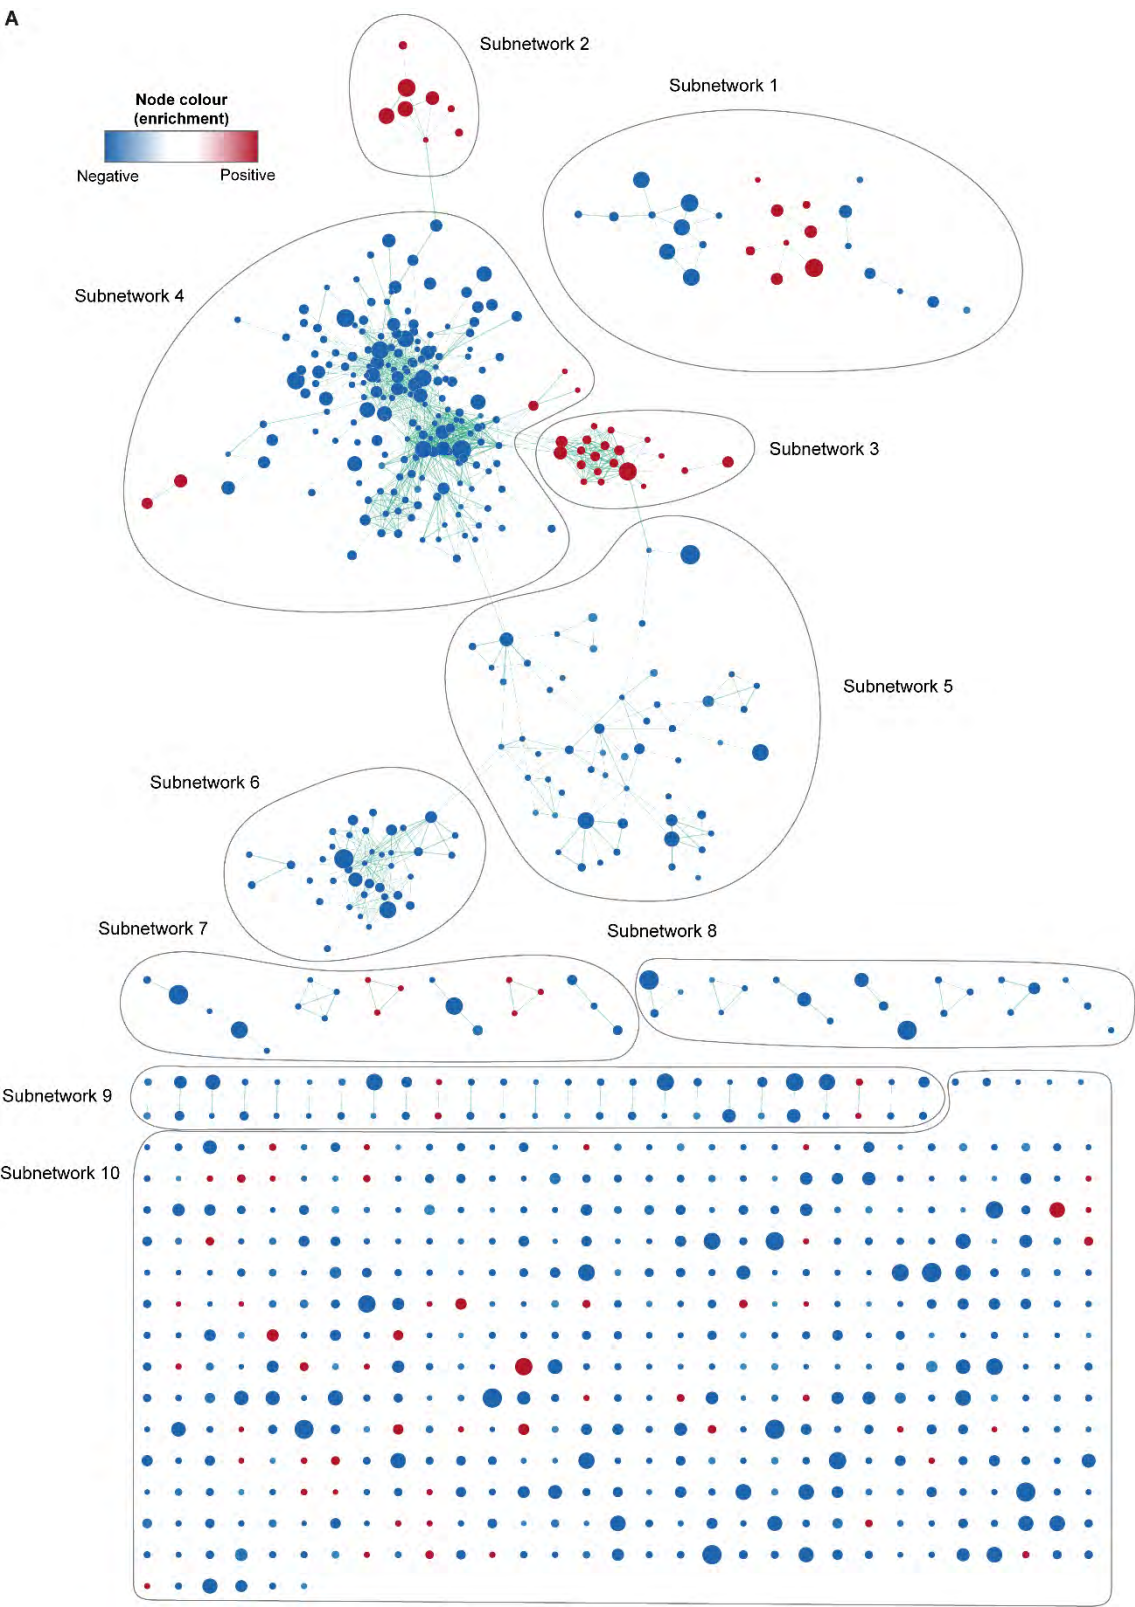 A
Subnetwork 2
Subnetwork 1
Node colour
(enrichment)
Negative
Positive
Subnetwork 4
Subnetwork 3
Subnetwork 5
Subnetwork 6
Subnetwork 7
Subnetwork 8
Subnetwork 9
Subnetwork 10